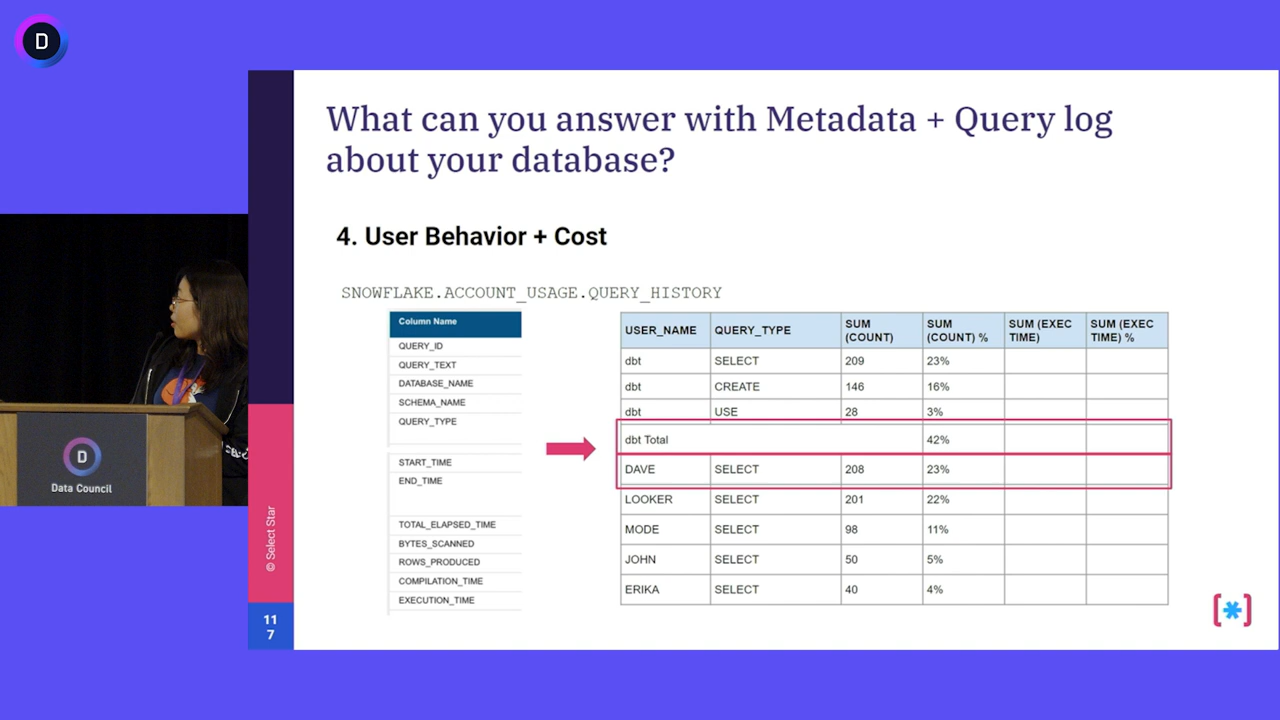 D
What can you answer with Metadata + Query log
about your database?
4. User Behavior + Cost
SNOWFLAKE.ACCOUNT_USAGE.QUERY_HISTORY
Column Name
QUERY_ID
QUERY_TEXT
DATABASE_NAME
SCHEMA_NAME
QUERY_TYPE
START_TIME
END_TIME
TOTAL_ELAPSED_TIME
BYTES_SCANNED
ROWS_PRODUCED
COMPILATION_TIME
EXECUTION_TIME
USER_NAME QUERY_TYPE SUM (COUNT) SUM (COUNT) % SUM (EXEC TIME) SUM (EXEC TIME) %
dbt SELECT 209 23%
dbt CREATE 146 16%
dbt USE 28 3%
dbt Total 42%
DAVE SELECT 208 23%
LOOKER SELECT 201 22%
MODE SELECT 98 11%
JOHN SELECT 50 5%
ERIKA SELECT 40 4%
D
Data Council
© Select Star
11
7
[*]